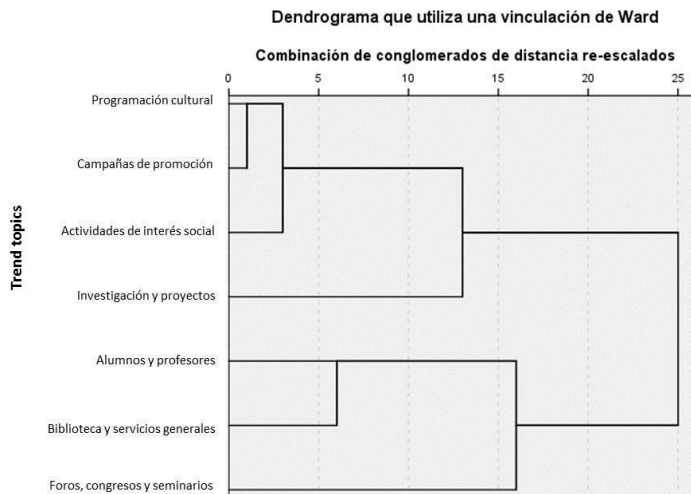 Dendrograma que utiliza una vinculación de Ward
Combinación de conglomerados de distancia re-escalados
0 5 10 15 20 25
Trend topics
Programación cultural
Campañas de promoción
Actividades de interés social
Investigación y proyectos
Alumnos y profesores
Biblioteca y servicios generales
Foros, congresos y seminarios